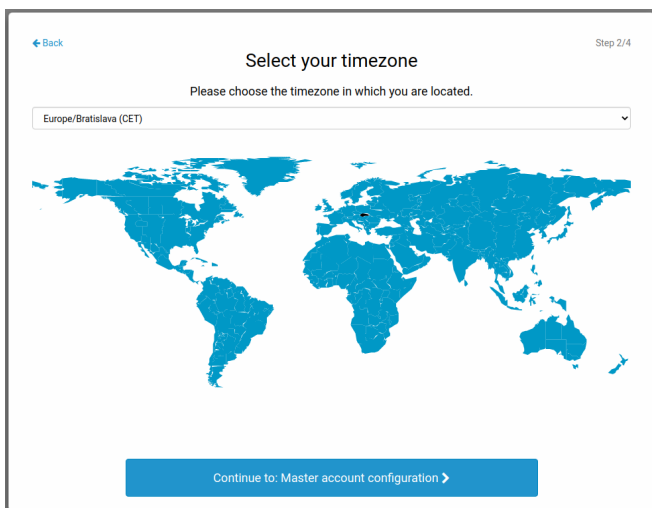 Back
Step 2/4
Select your timezone
Please choose the timezone in which you are located.
Europe/Bratislava (CET)
Continue to: Master account configuration